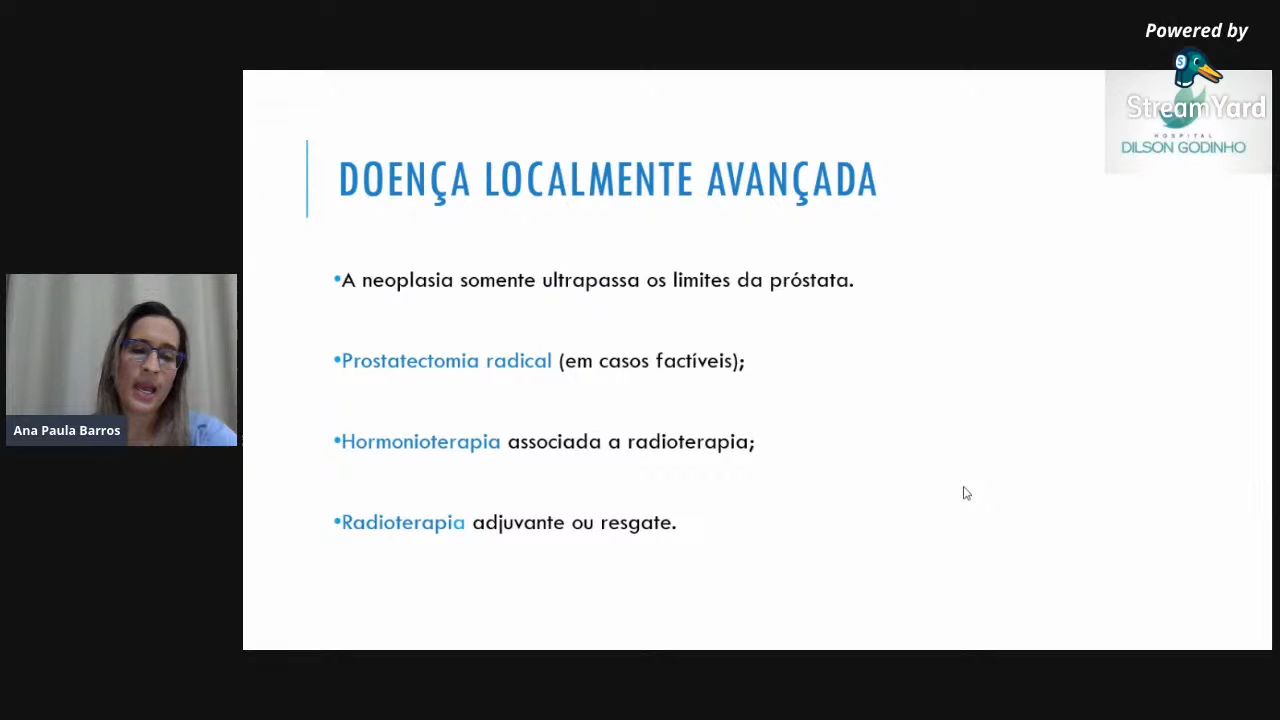 Powered by
S
StreamYard
HOSPITAL
DILSON GODINHO
DOENÇA LOCALMENTE AVANÇADA
•A neoplasia somente ultrapassa os limites da próstata.
•Prostatectomia radical (em casos factíveis);
•Hormonioterapia associada a radioterapia;
•Radioterapia adjuvante ou resgate.
Ana Paula Barros